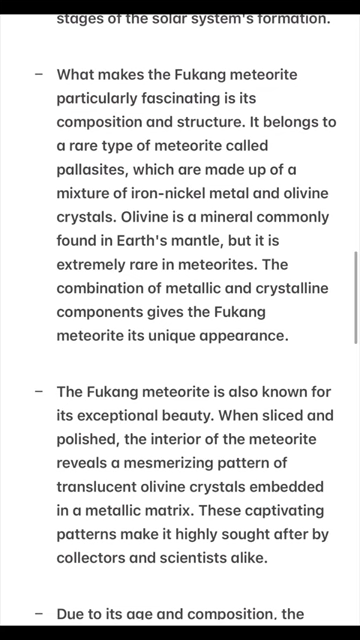 stages of the solar system's formation.
– What makes the Fukang meteorite
particularly fascinating is its
composition and structure. It belongs to
a rare type of meteorite called
pallasites, which are made up of a
mixture of iron-nickel metal and olivine
crystals. Olivine is a mineral commonly
found in Earth's mantle, but it is
extremely rare in meteorites. The
combination of metallic and crystalline
components gives the Fukang
meteorite its unique appearance.
– The Fukang meteorite is also known for
its exceptional beauty. When sliced and
polished, the interior of the meteorite
reveals a mesmerizing pattern of
translucent olivine crystals embedded
in a metallic matrix. These captivating
patterns make it highly sought after by
collectors and scientists alike.
– Due to its age and composition, the